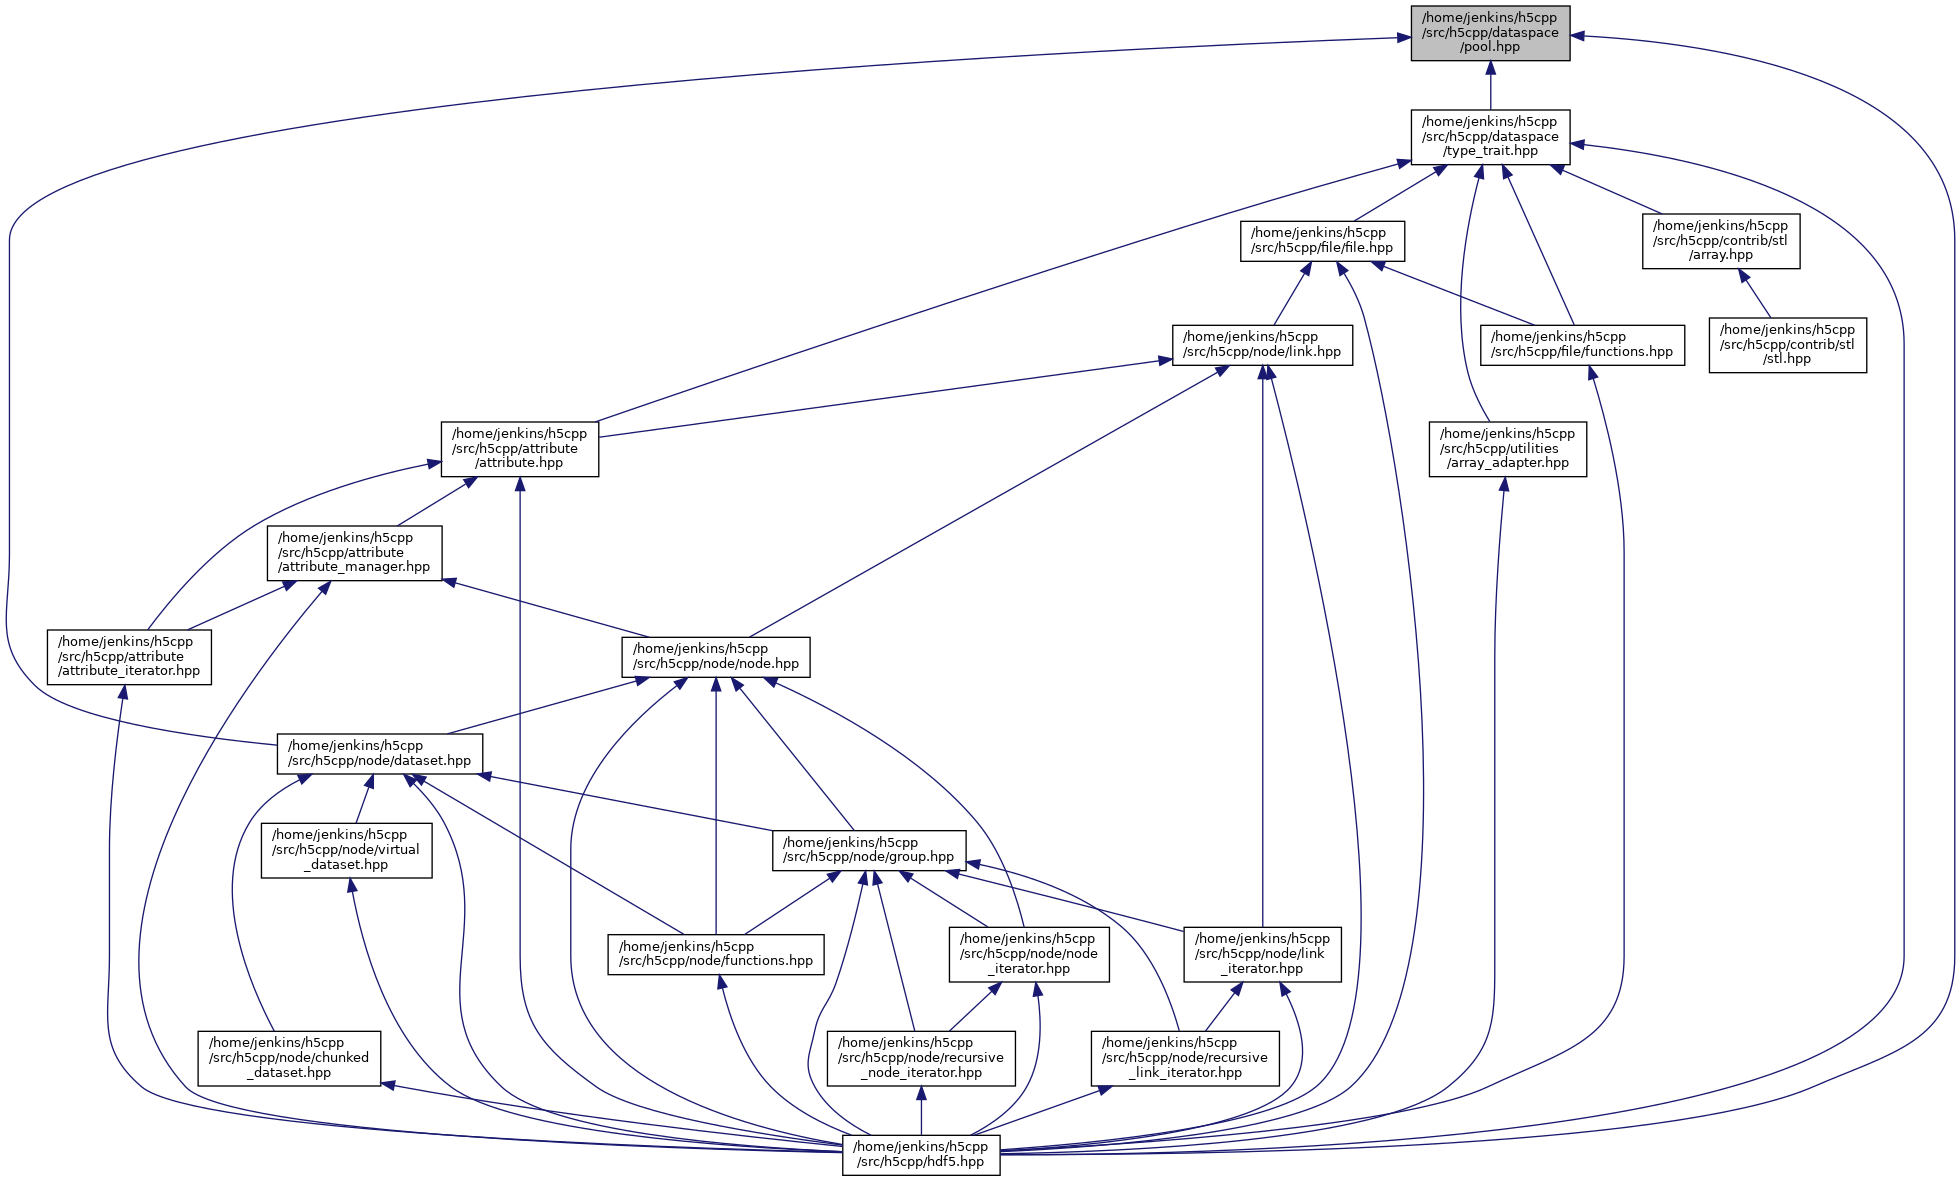 /home/jenkins/h5cpp
/src/h5cpp/dataspace
/pool.hpp
/home/jenkins/h5cpp
/src/h5cpp/dataspace
/type_trait.hpp
/home/jenkins/h5cpp
/src/h5cpp/file/file.hpp
/home/jenkins/h5cpp
/src/h5cpp/contrib/stl
/array.hpp
/home/jenkins/h5cpp
/src/h5cpp/node/link.hpp
/home/jenkins/h5cpp
/src/h5cpp/file/functions.hpp
/home/jenkins/h5cpp
/src/h5cpp/contrib/stl
/stl.hpp
/home/jenkins/h5cpp
/src/h5cpp/attribute
/attribute.hpp
/home/jenkins/h5cpp
/src/h5cpp/utilities
/array_adapter.hpp
/home/jenkins/h5cpp
/src/h5cpp/attribute
/attribute_manager.hpp
/home/jenkins/h5cpp
/src/h5cpp/attribute
/attribute_iterator.hpp
/home/jenkins/h5cpp
/src/h5cpp/node/node.hpp
/home/jenkins/h5cpp
/src/h5cpp/node/dataset.hpp
/home/jenkins/h5cpp
/src/h5cpp/node/virtual
_dataset.hpp
/home/jenkins/h5cpp
/src/h5cpp/node/group.hpp
/home/jenkins/h5cpp
/src/h5cpp/node/functions.hpp
/home/jenkins/h5cpp
/src/h5cpp/node/node
_iterator.hpp
/home/jenkins/h5cpp
/src/h5cpp/node/link
_iterator.hpp
/home/jenkins/h5cpp
/src/h5cpp/node/chunked
_dataset.hpp
/home/jenkins/h5cpp
/src/h5cpp/node/recursive
_node_iterator.hpp
/home/jenkins/h5cpp
/src/h5cpp/node/recursive
_link_iterator.hpp
/home/jenkins/h5cpp
/src/h5cpp/hdf5.hpp